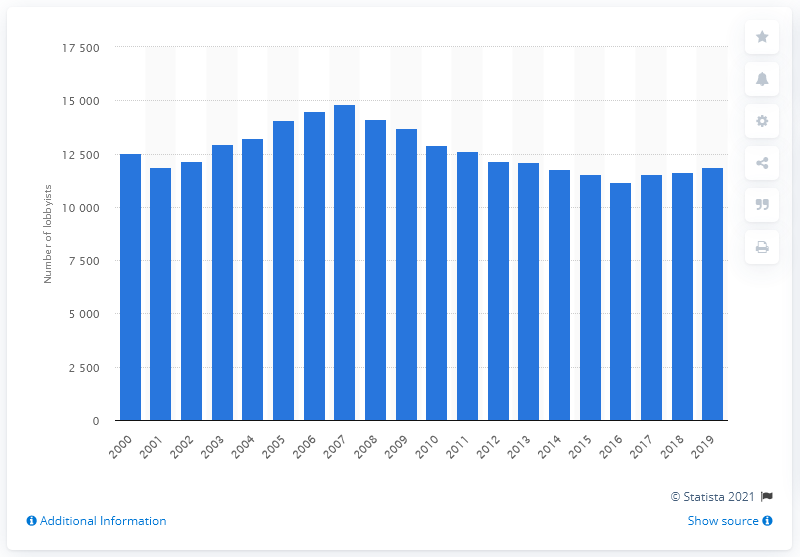 17 500
15 000
12 500
10 000
7 500
5 000
2 500
0
Number of lobbyists
2000 2001 2002 2003 2004 2005 2006 2007 2008 2009 2010 2011 2012 2013 2014 2015 2016 2017 2018 2019
© Statista 2021
Additional Information
Show source